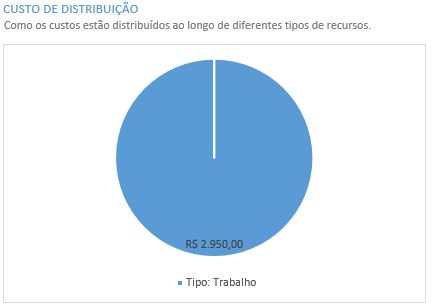 CUSTO DE DISTRIBUIÇÃO
Como os custos estão distribuídos ao longo de diferentes tipos de recursos.
R$ 2.950,00
Tipo: Trabalho